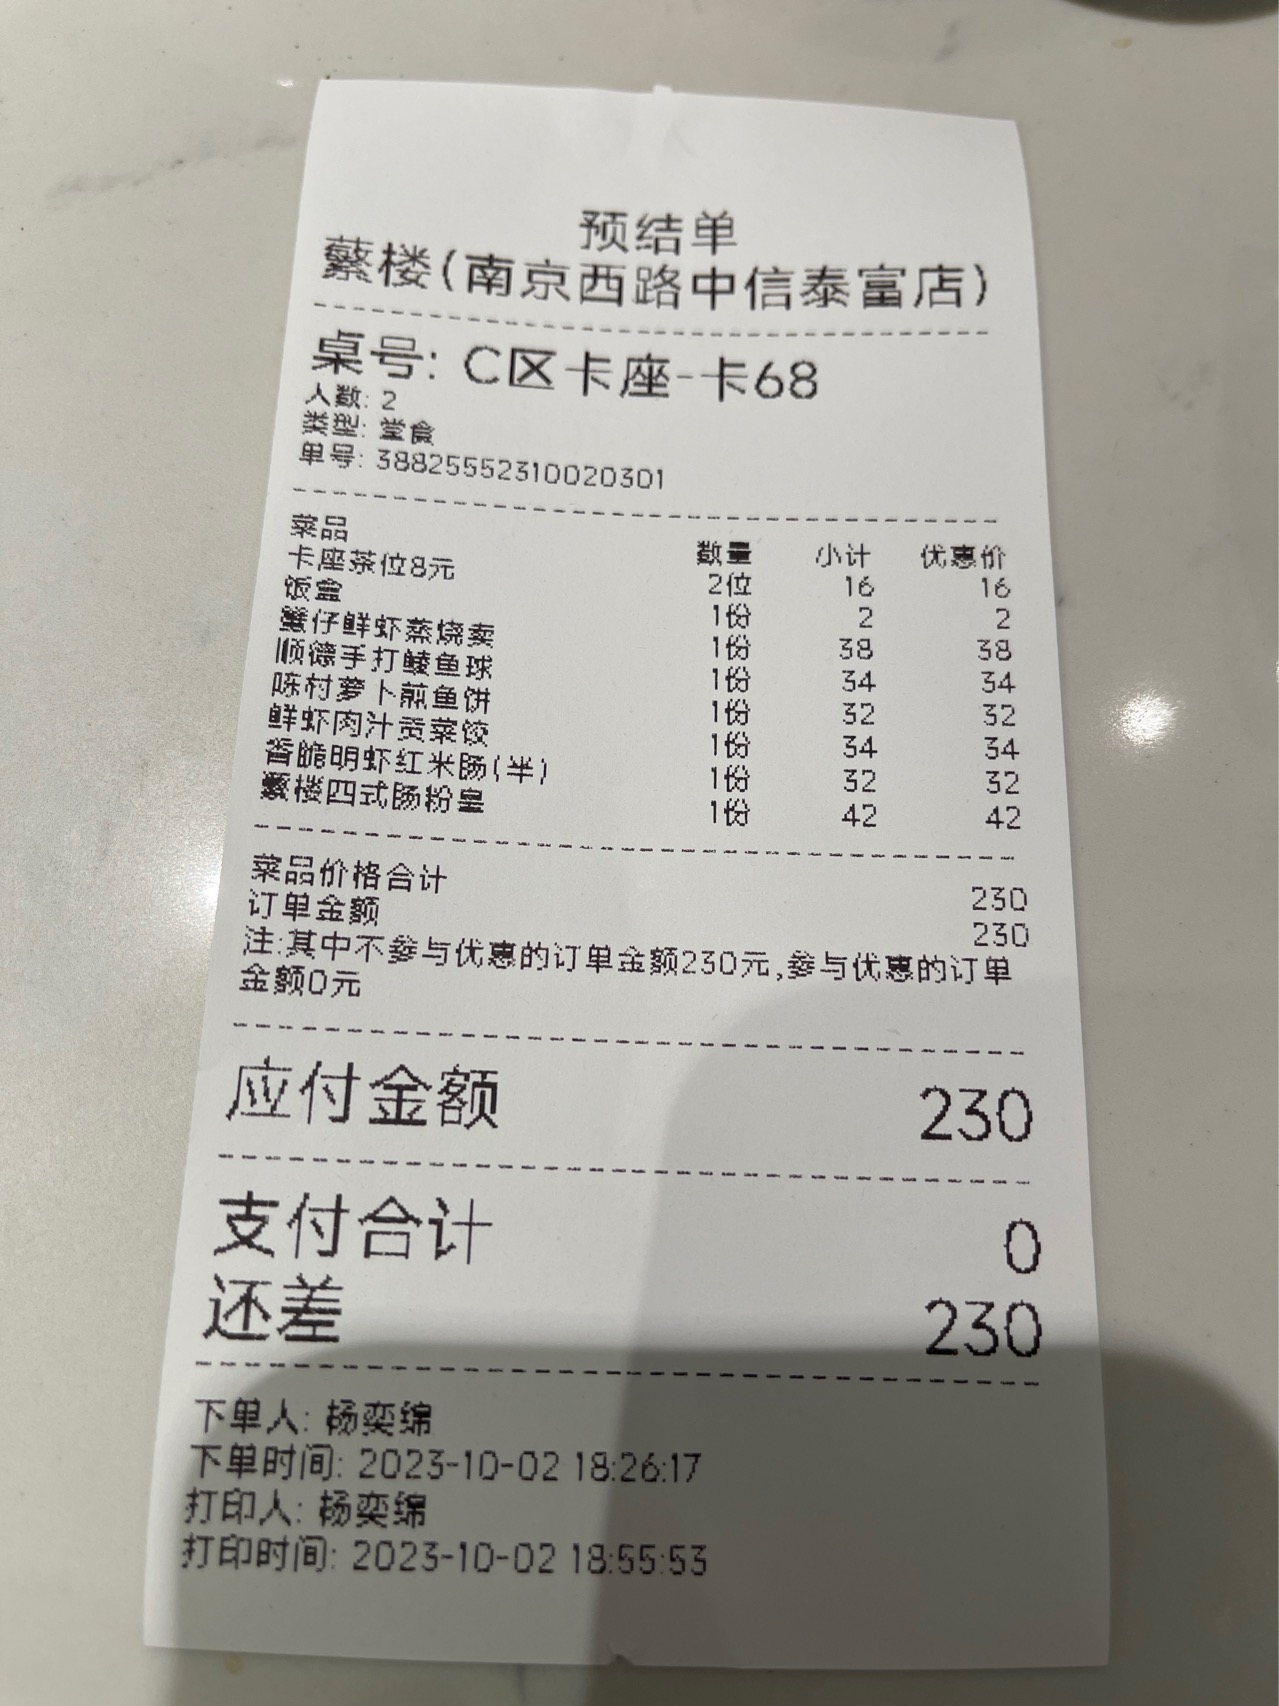 预结单
蘩楼(南京西路中信泰富店)
桌号: C区卡座-卡68
人数: 2
类型: 堂食
单号: 38825552310020301
菜品 数量 小计 优惠价
卡座茶位8元 2位 16 16
饭盒 1份 2 2
蟹仔鲜虾蒸烧卖 1份 38 38
顺德手打鲮鱼球 1份 34 34
陈村萝卜煎鱼饼 1份 32 32
鲜虾肉汁贡菜饺 1份 34 34
香脆明虾红米肠(半) 1份 32 32
蘩楼四式肠粉皇 1份 42 42
菜品价格合计 230
订单金额 230
注:其中不参与优惠的订单金额230元,参与优惠的订单
金额0元
应付金额 230
支付合计 0
还差 230
下单人: 杨奕绵
下单时间: 2023-10-02 18:26:17
打印人: 杨奕绵
打印时间: 2023-10-02 18:55:53